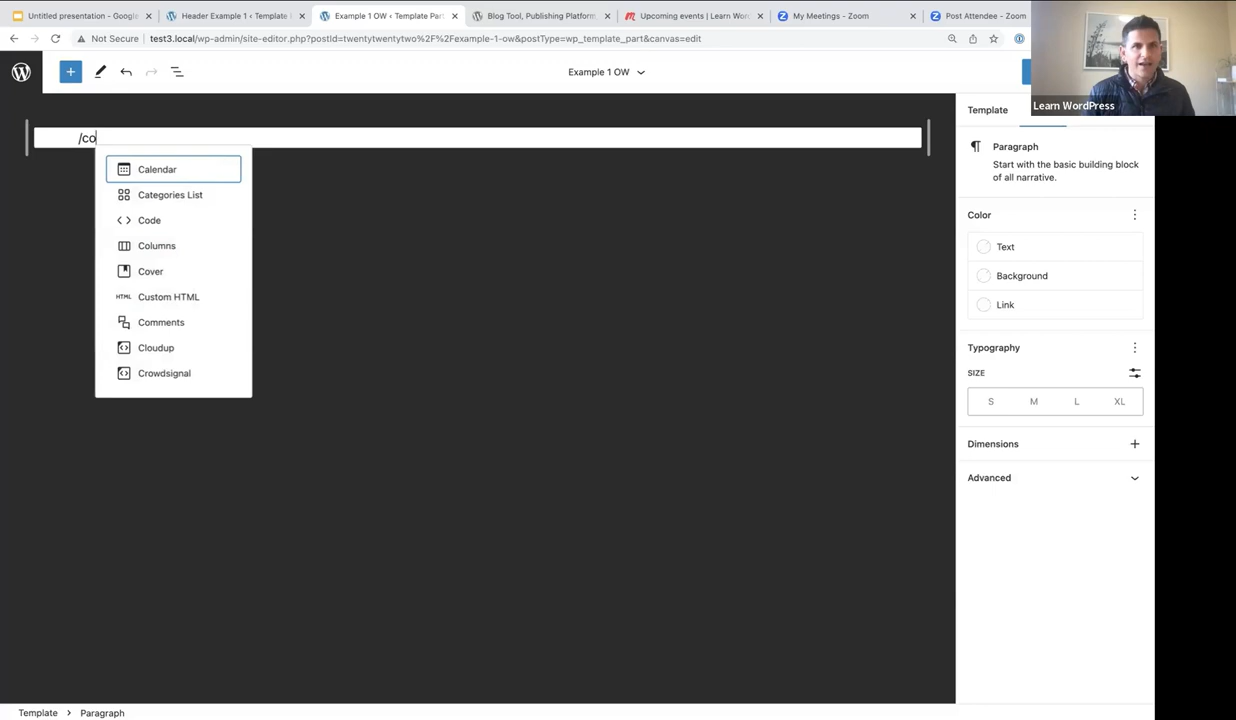 Untitled presentation - Google
Header Example 1 ‹ Template
Example 1 OW ‹ Template Par
Blog Tool, Publishing Platform
Upcoming events | Learn Wor
My Meetings - Zoom
Post Attendee - Zoom
Not Secure
test3.local/wp-admin/site-editor.php?postId=twentytwentytwo%2F%2Fexample-1-ow&postType=wp_template_part&canvas=edit
Example 1 OW
Learn WordPress
Template
/co
Calendar
Categories List
Code
Columns
Cover
HTML Custom HTML
Comments
Cloudup
Crowdsignal
Paragraph
Start with the basic building block
of all narrative.
Color
Text
Background
Link
Typography
SIZE
S M L XL
Dimensions
Advanced
Template > Paragraph